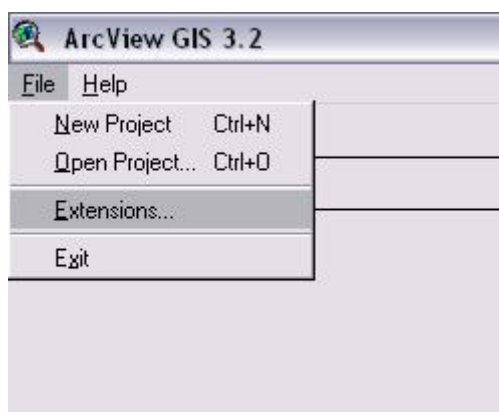 ArcView GIS 3.2
File Help
New Project Ctrl+N
Open Project... Ctrl+O
Extensions...
Exit